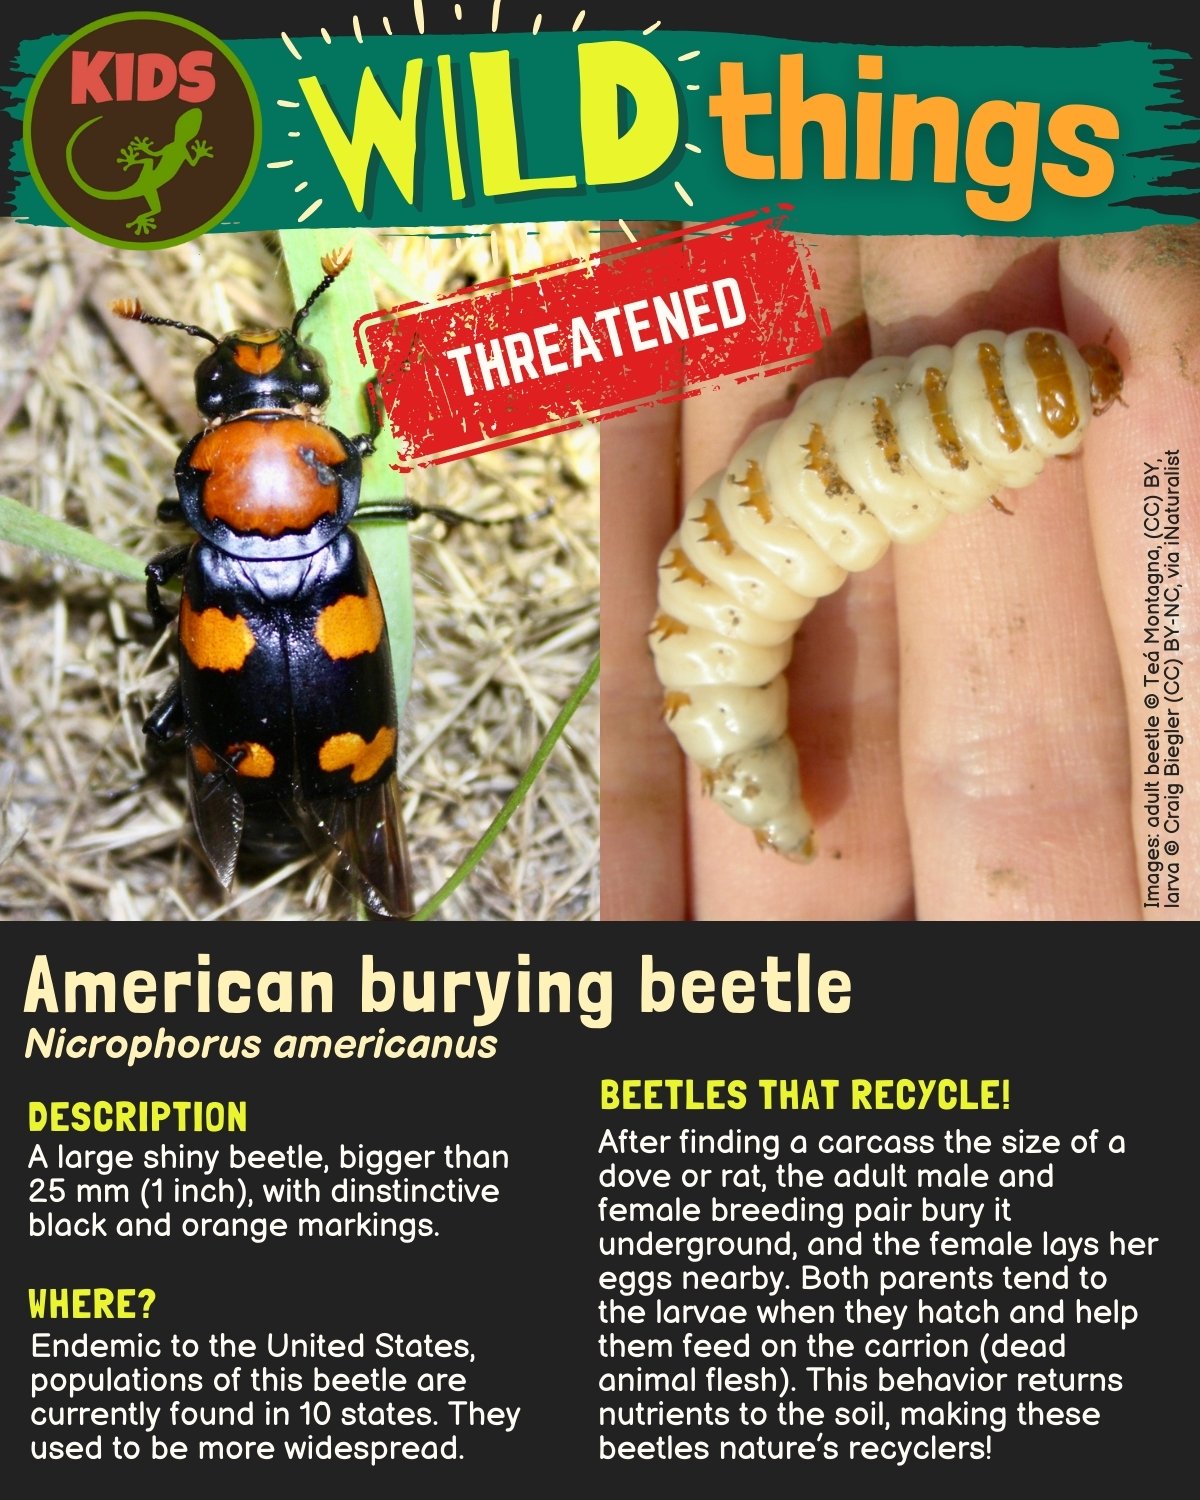 KIDS
WILD things
THREATENED
Images: adult beetle © Teá Montagna, (CC) BY,
larva © Craig Biegler (CC) BY-NC, via iNaturalist
American burying beetle
Nicrophorus americanus
DESCRIPTION
A large shiny beetle, bigger than
25 mm (1 inch), with dinstinctive
black and orange markings.
WHERE?
Endemic to the United States,
populations of this beetle are
currently found in 10 states. They
used to be more widespread.
BEETLES THAT RECYCLE!
After finding a carcass the size of a
dove or rat, the adult male and
female breeding pair bury it
underground, and the female lays her
eggs nearby. Both parents tend to
the larvae when they hatch and help
them feed on the carrion (dead
animal flesh). This behavior returns
nutrients to the soil, making these
beetles nature's recyclers!